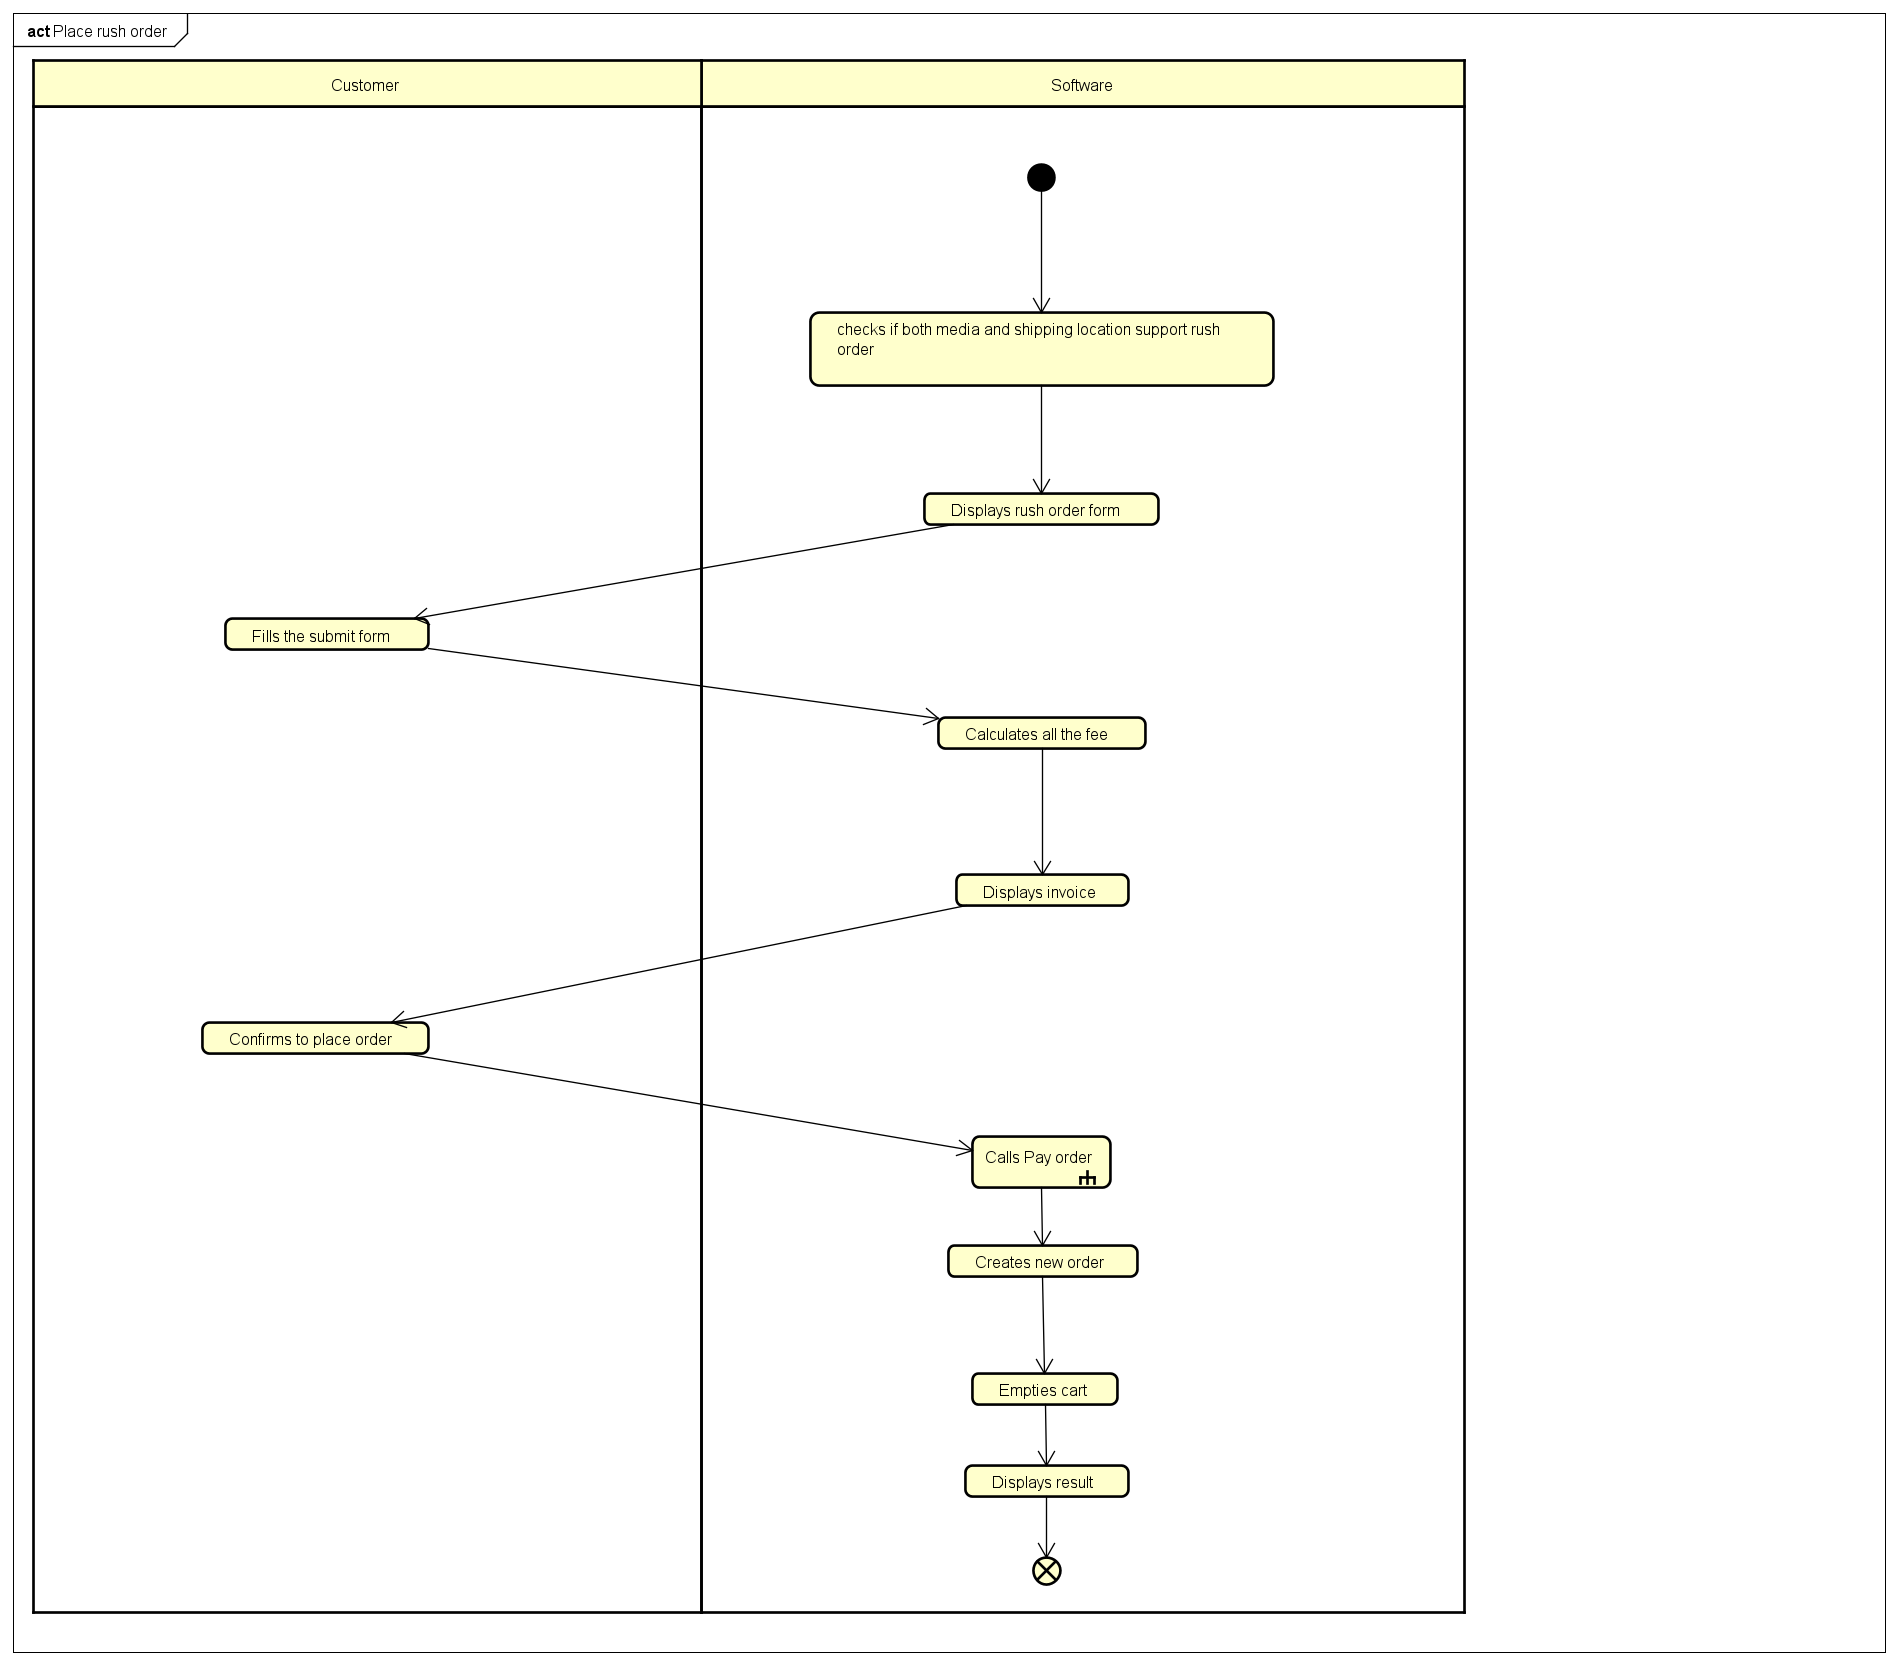 act Place rush order
Customer
Software
checks if both media and shipping location support rush
order
Displays rush order form
Fills the submit form
Calculates all the fee
Displays invoice
Confirms to place order
Calls Pay order
Creates new order
Empties cart
Displays result